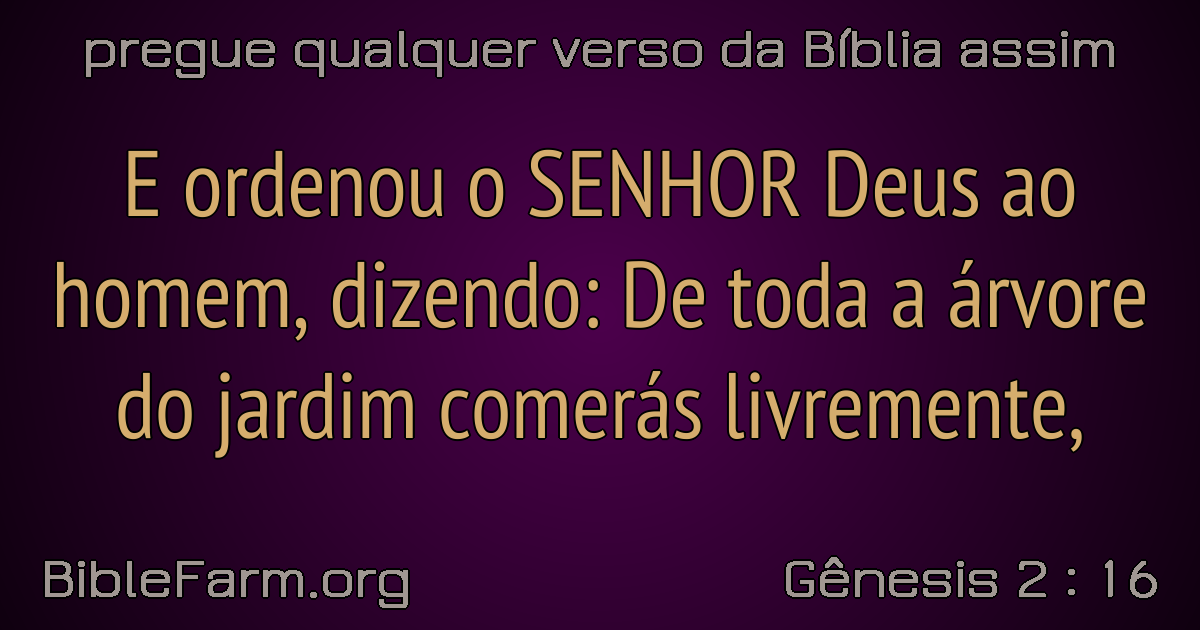 pregue qualquer verso da Bíblia assim
E ordenou o SENHOR Deus ao
homem, dizendo: De toda a árvore
do jardim comerás livremente,
BibleFarm.org
Gênesis 2 : 16